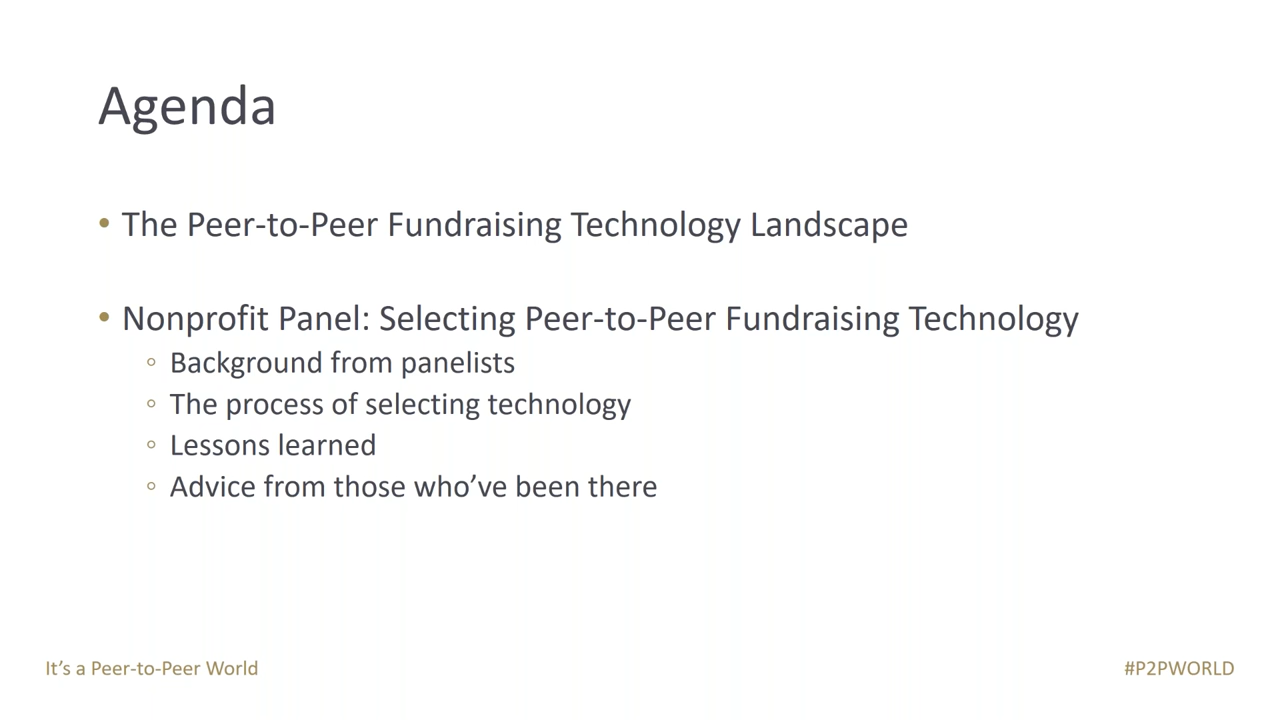 Agenda
• The Peer-to-Peer Fundraising Technology Landscape
• Nonprofit Panel: Selecting Peer-to-Peer Fundraising Technology
◦ Background from panelists
◦ The process of selecting technology
◦ Lessons learned
◦ Advice from those who’ve been there
It’s a Peer-to-Peer World
#P2PWORLD